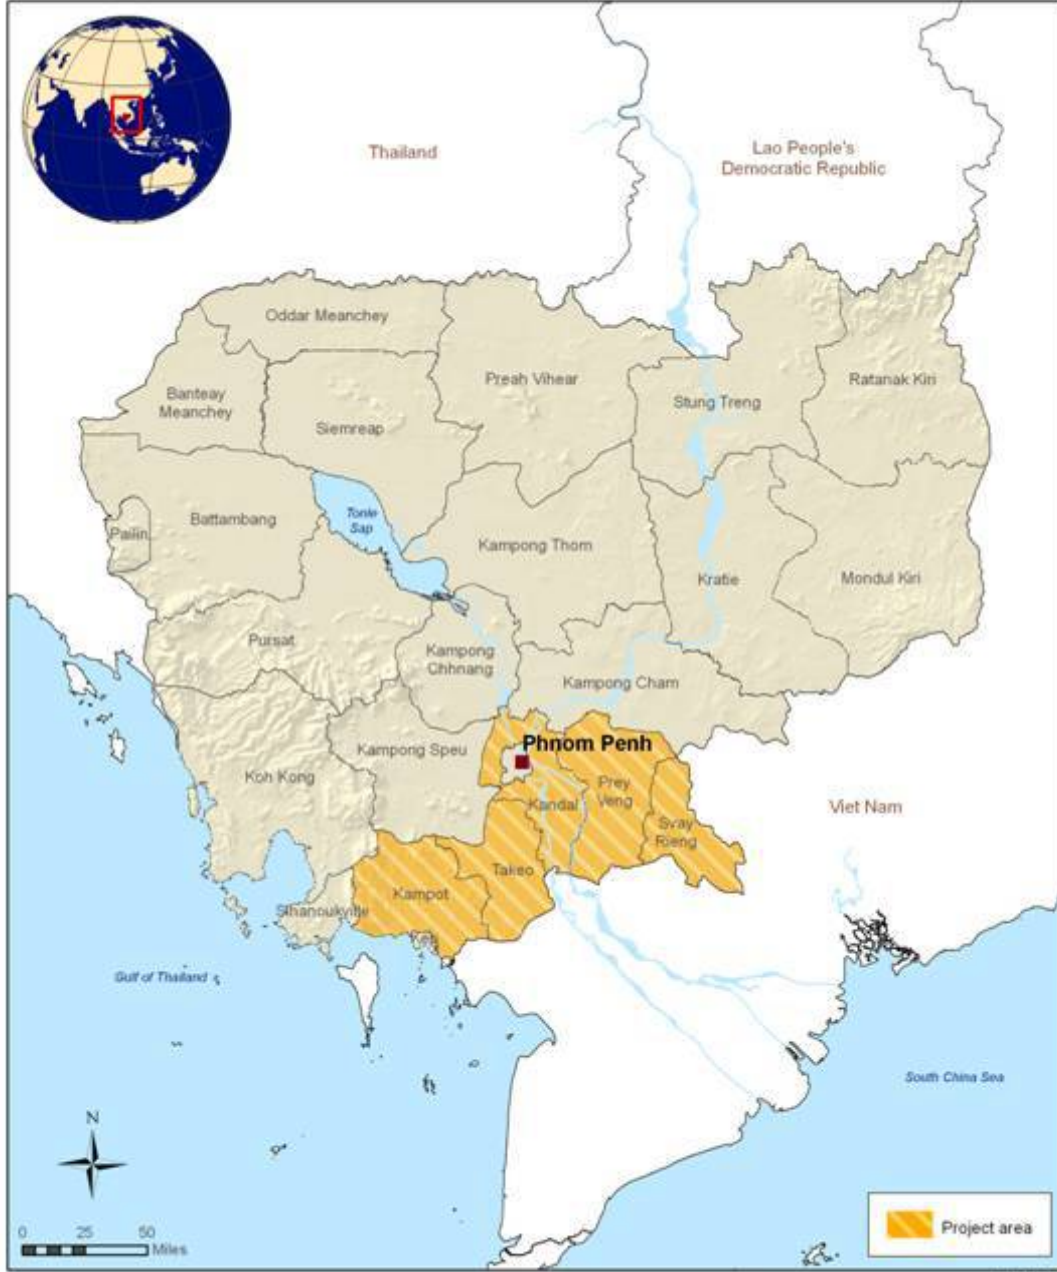 Thailand
Lao People's
Democratic Republic
Oddar Meanchey
Banteay
Meanchey
Siemreap
Preah Vihear
Stung Treng
Ratanak Kiri
Pailin
Battambang
Tonle
Sap
Kampong Thom
Kratie
Mondul Kiri
Pursat
Kampong
Chhnang
Kampong Cham
Koh Kong
Kampong Speu
Phnom Penh
Kandal
Prey
Veng
Svay
Rieng
Viet Nam
Takeo
Kampot
Sihanoukville
Gulf of Thailand
South China Sea
N
0 25 50
Miles
Project area